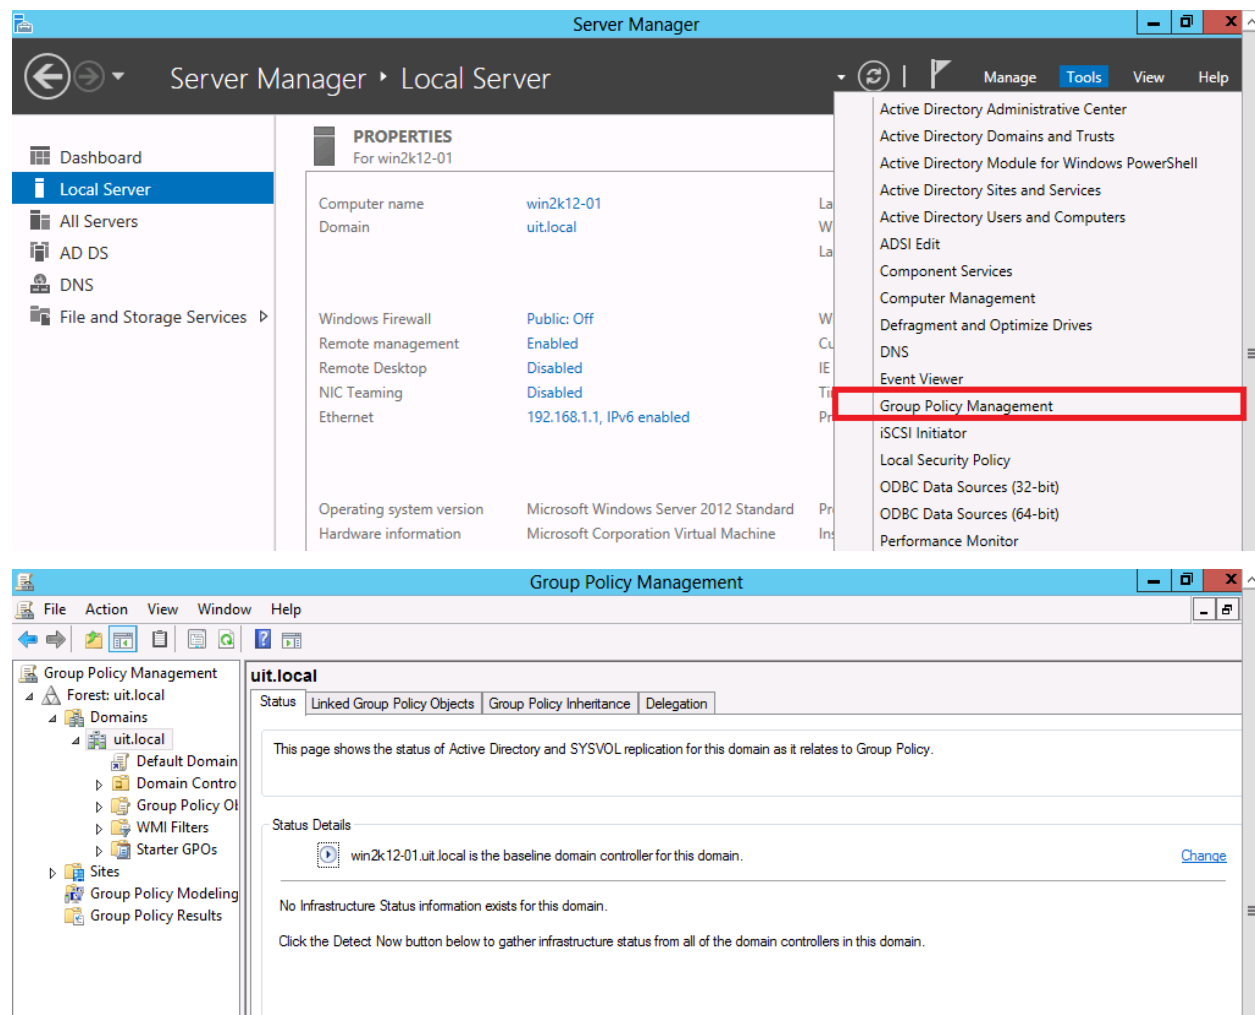 Server Manager
Server Manager ‣ Local Server
Manage Tools View Help
Dashboard
Local Server
All Servers
AD DS
DNS
File and Storage Services
PROPERTIES
For win2k12-01
Computer name win2k12-01 La
Domain uit.local W
La
Windows Firewall Public: Off W
Remote management Enabled Cu
Remote Desktop Disabled IE
NIC Teaming Disabled Ti
Ethernet 192.168.1.1, IPv6 enabled Pr
Operating system version Microsoft Windows Server 2012 Standard Pr
Hardware information Microsoft Corporation Virtual Machine Ins
Active Directory Administrative Center
Active Directory Domains and Trusts
Active Directory Module for Windows PowerShell
Active Directory Sites and Services
Active Directory Users and Computers
ADSI Edit
Component Services
Computer Management
Defragment and Optimize Drives
DNS
Event Viewer
Group Policy Management
iSCSI Initiator
Local Security Policy
ODBC Data Sources (32-bit)
ODBC Data Sources (64-bit)
Performance Monitor
Group Policy Management
File Action View Window Help
Group Policy Management
Forest: uit.local
Domains
uit.local
Default Domain
Domain Contro
Group Policy Ob
WMI Filters
Starter GPOs
Sites
Group Policy Modeling
Group Policy Results
uit.local
Status Linked Group Policy Objects Group Policy Inheritance Delegation
This page shows the status of Active Directory and SYSVOL replication for this domain as it relates to Group Policy.
Status Details
win2k12-01.uit.local is the baseline domain controller for this domain. Change
No Infrastructure Status information exists for this domain.
Click the Detect Now button below to gather infrastructure status from all of the domain controllers in this domain.